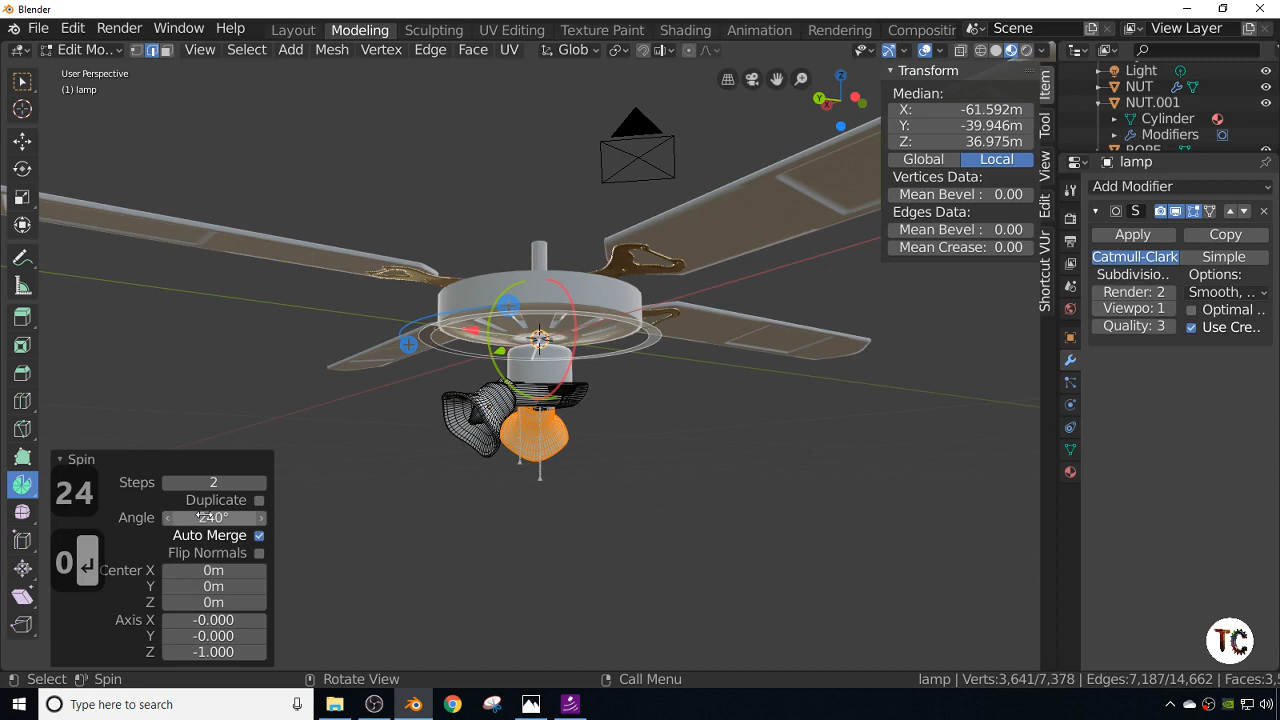 Blender
File Edit Render Window Help
Layout Modeling Sculpting UV Editing Texture Paint Shading Animation Rendering Compositir
Scene
View Layer
Edit Mo...
View Select Add Mesh Vertex Edge Face UV
Glob
User Perspective
(1) lamp
Z
Y
X
Transform
Median:
X: -61.592m
Y: -39.946m
Z: 36.975m
Global Local
Vertices Data:
Mean Bevel : 0.00
Edges Data:
Mean Bevel : 0.00
Mean Crease: 0.00
Item
Tool
View
Edit
Shortcut VUr
Light
NUT
NUT.001
Cylinder
Modifiers
ROPE
lamp
Add Modifier
S
Apply Copy
Catmull-Clark Simple
Subdivisio.. Options:
Render: 2 Smooth, ..
Viewpo: 1 Optimal ..
Quality: 3 Use Cre..
Spin
Steps 2
Duplicate
Angle 240°
Auto Merge
Flip Normals
Center X 0m
Y 0m
Z 0m
Axis X -0.000
Y -0.000
Z -1.000
24
0
TC
Select Spin Rotate View Call Menu
lamp | Verts:3,641/7,378 | Edges:7,187/14,662 | Faces:3,5
Type here to search